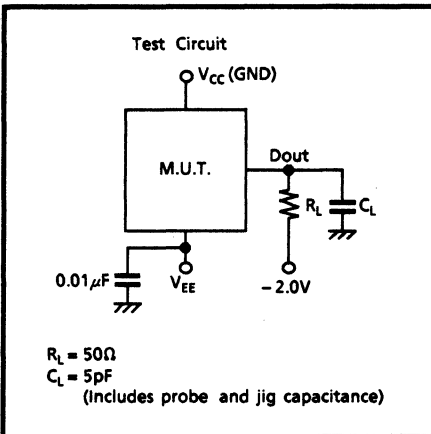 Test Circuit
VCC (GND)
M.U.T.
Dout
RL
CL
0.01μF
VEE
−2.0V
RL = 50Ω
CL = 5pF
(Includes probe and jig capacitance)